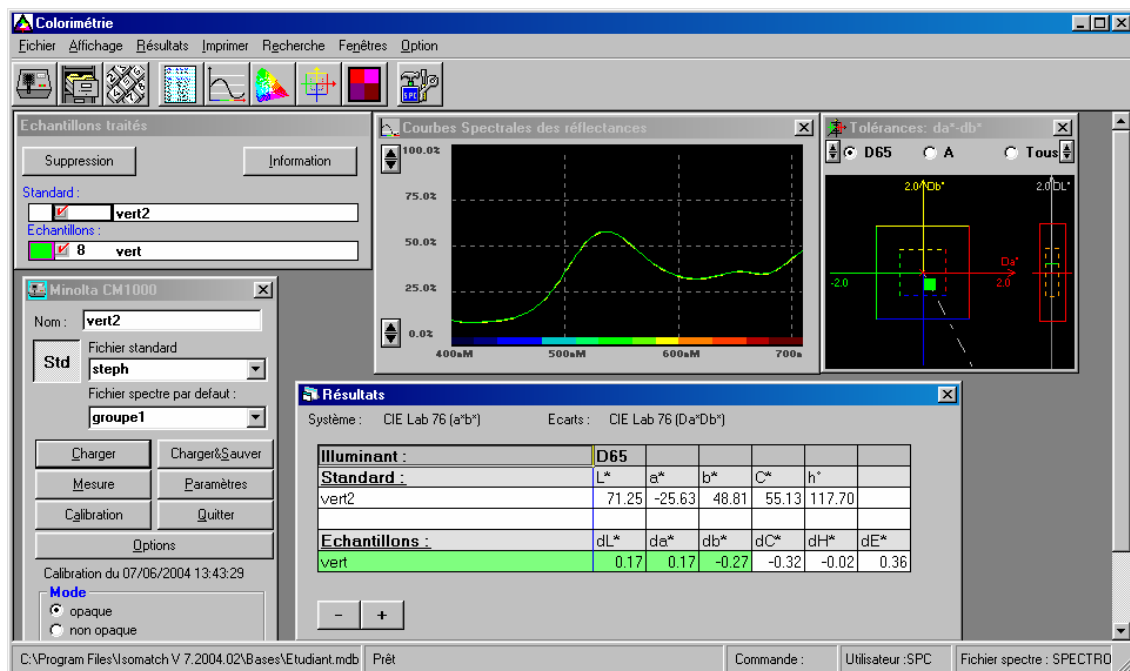 Colorimétrie
Fichier Affichage Résultats Imprimer Recherche Fenêtres Option
SPC
Echantillons traités
Suppression Information
Standard :
vert2
Echantillons :
8 vert
Courbes Spectrales des réflectances
100.0%
75.0%
50.0%
25.0%
0.0%
400nM 500nM 600nM 700n
Tolérances: da*-db*
D65 A Tous
2.0 Db* 2.0 DL*
Da*
-2.0 2.0
Minolta CM1000
Nom : vert2
Std
Fichier standard
steph
Fichier spectre par defaut :
groupe1
Charger Charger&Sauver
Mesure Paramètres
Calibration Quitter
Options
Calibration du 07/06/2004 13:43:29
Mode
opaque
non opaque
Résultats
Système : CIE Lab 76 (a*b*) Ecarts : CIE Lab 76 (Da*Db*)
Illuminant : D65
Standard : L* a* b* C* h°
vert2 71.25 -25.63 48.81 55.13 117.70
Echantillons : dL* da* db* dC* dH* dE*
vert 0.17 0.17 -0.27 -0.32 -0.02 0.36
- +
C:\Program Files\Isomatch V 7.2004.02\Bases\Etudiant.mdb Prêt Commande : Utilisateur :SPC Fichier spectre : SPECTRO